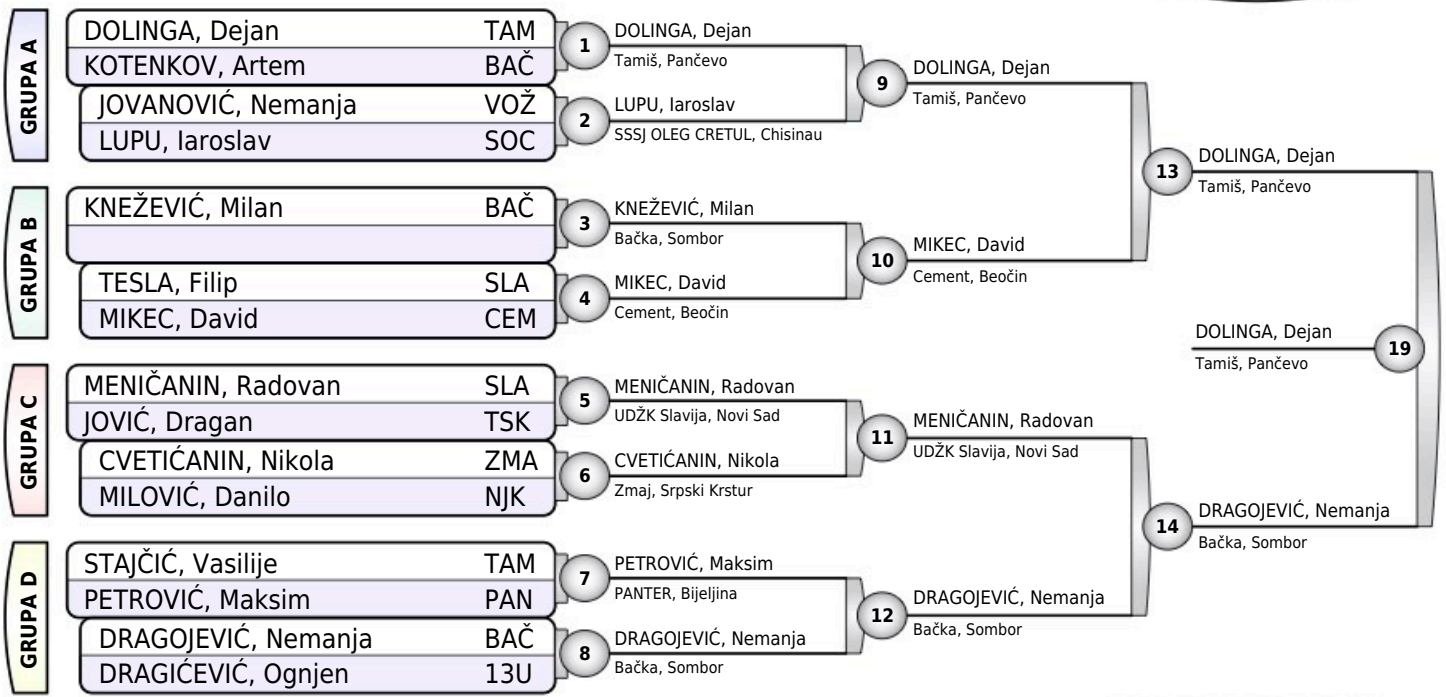 GRUPA A
DOLINGA, Dejan TAM
KOTENKOV, Artem BAČ
JOVANOVIĆ, Nemanja VOŽ
LUPU, Iaroslav SOC
1
DOLINGA, Dejan
Tamiš, Pančevo
2
LUPU, Iaroslav
SSSJ OLEG CRETUL, Chisinau
9
DOLINGA, Dejan
Tamiš, Pančevo
GRUPA B
KNEŽEVIĆ, Milan BAČ
TESLA, Filip SLA
MIKEC, David CEM
3
KNEŽEVIĆ, Milan
Bačka, Sombor
4
MIKEC, David
Cement, Beočin
10
MIKEC, David
Cement, Beočin
13
DOLINGA, Dejan
Tamiš, Pančevo
GRUPA C
MENIČANIN, Radovan SLA
JOVIĆ, Dragan TSK
CVETIĆANIN, Nikola ZMA
MILOVIĆ, Danilo NJK
5
MENIČANIN, Radovan
UDŽK Slavija, Novi Sad
6
CVETIĆANIN, Nikola
Zmaj, Srpski Krstur
11
MENIČANIN, Radovan
UDŽK Slavija, Novi Sad
GRUPA D
STAJČIĆ, Vasilije TAM
PETROVIĆ, Maksim PAN
DRAGOJEVIĆ, Nemanja BAČ
DRAGIĆEVIĆ, Ognjen 13U
7
PETROVIĆ, Maksim
PANTER, Bijeljina
8
DRAGOJEVIĆ, Nemanja
Bačka, Sombor
12
DRAGOJEVIĆ, Nemanja
Bačka, Sombor
14
DRAGOJEVIĆ, Nemanja
Bačka, Sombor
DOLINGA, Dejan
Tamiš, Pančevo
19